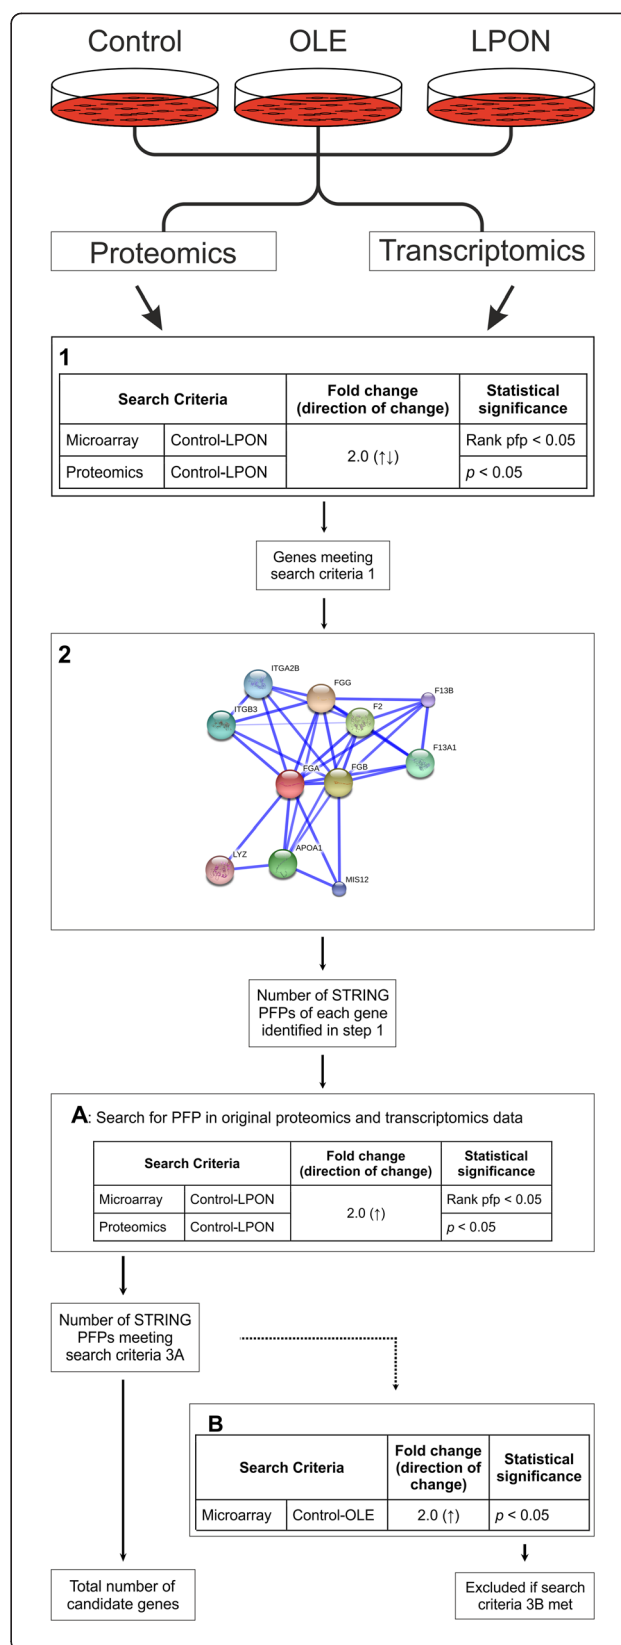 Control OLE LPON
Proteomics Transcriptomics
1
Search Criteria Fold change (direction of change) Statistical significance
Microarray Control-LPON 2.0 (↑↓) Rank pfp < 0.05
Proteomics Control-LPON p < 0.05
Genes meeting
search criteria 1
2
ITGA2B
FGG
F13B
F2
ITGB3
F13A1
FGA
FGB
LYZ
APOA1
MIS12
Number of STRING
PFPs of each gene
identified in step 1
A: Search for PFP in original proteomics and transcriptomics data
Search Criteria Fold change (direction of change) Statistical significance
Microarray Control-LPON 2.0 (↑) Rank pfp < 0.05
Proteomics Control-LPON p < 0.05
Number of STRING
PFPs meeting
search criteria 3A
B
Search Criteria Fold change (direction of change) Statistical significance
Microarray Control-OLE 2.0 (↑) p < 0.05
Total number of
candidate genes
Excluded if search
criteria 3B met